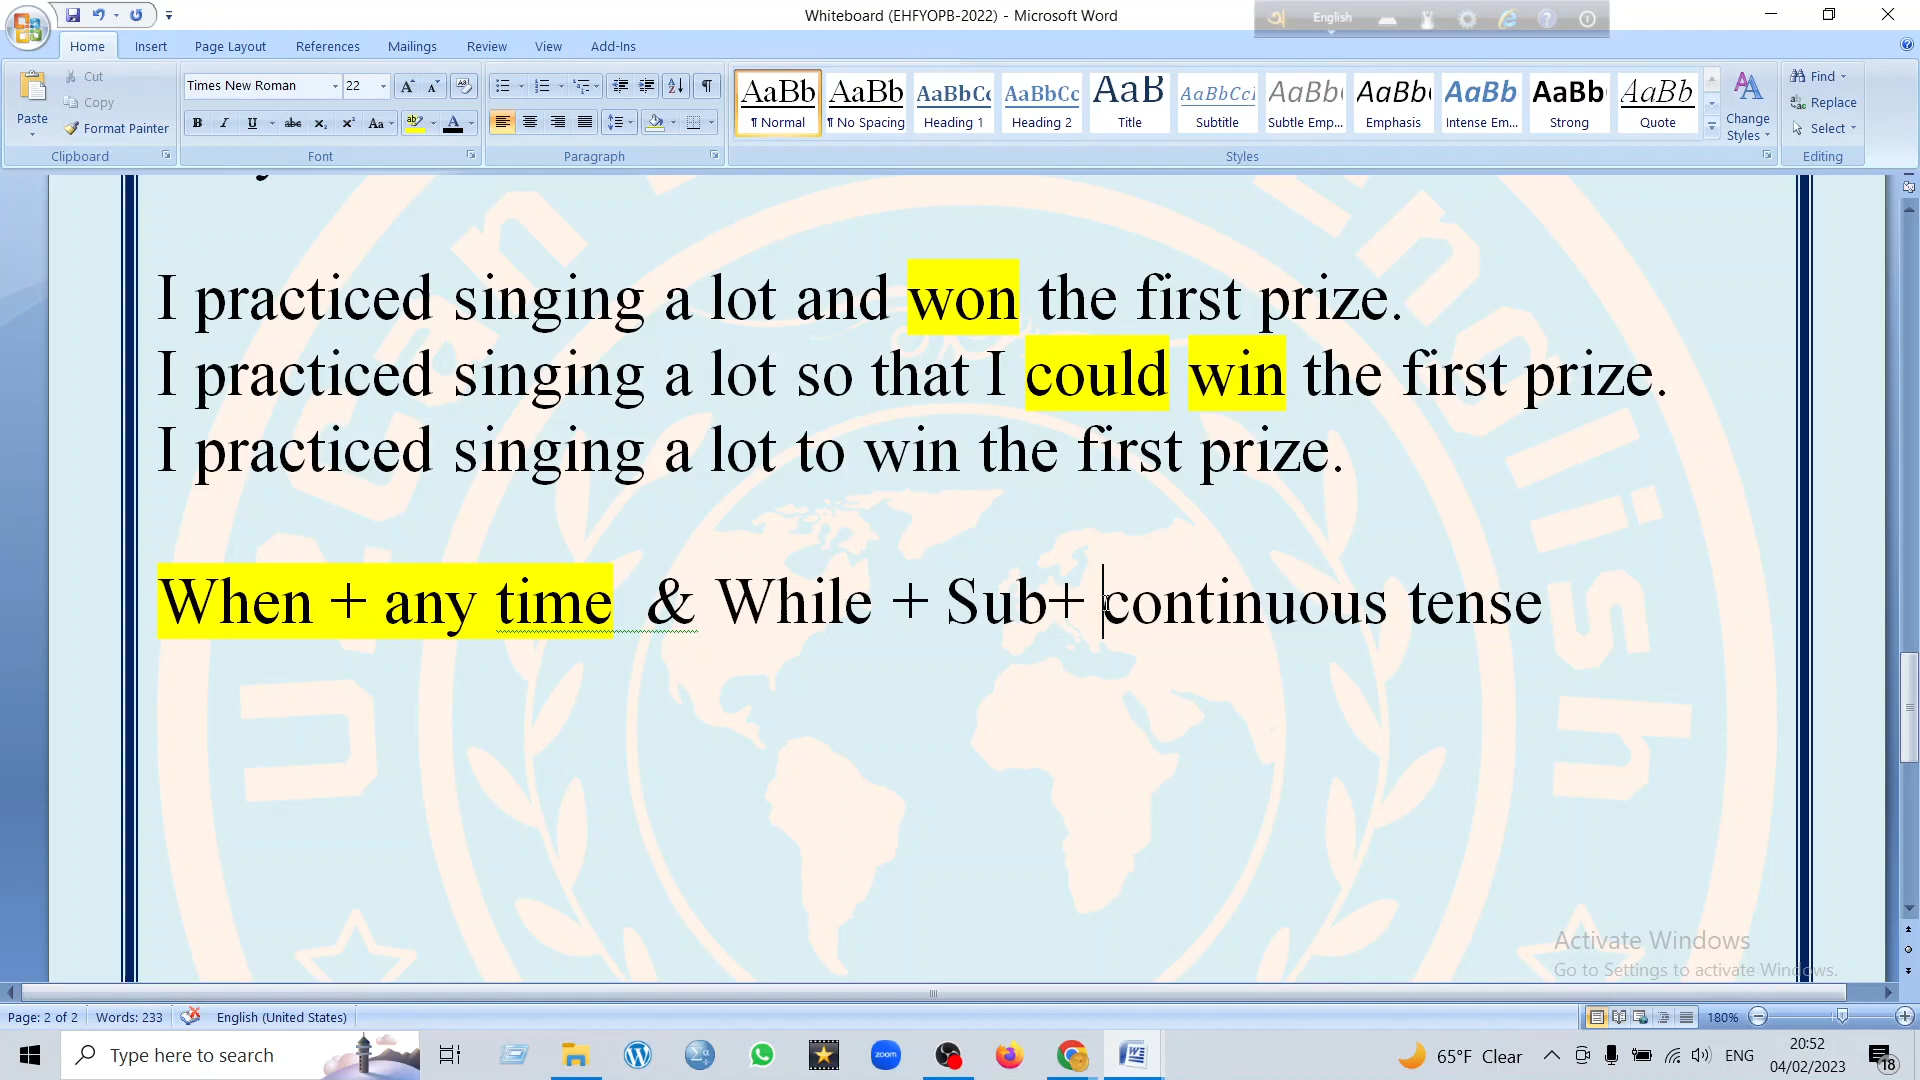 Whiteboard (EHFYOPB-2022) - Microsoft Word
English
Home Insert Page Layout References Mailings Review View Add-Ins
Paste
Cut
Copy
Format Painter
Clipboard
Times New Roman 22
Font
Paragraph
AaBb AaBb AaBbCc AaBbCc AaB AaBbCcl AaBb AaBb AaBb AaBb AaBb
¶ Normal ¶ No Spacing Heading 1 Heading 2 Title Subtitle Subtle Emp... Emphasis Intense Em... Strong Quote
Change Styles
Styles
Find
Replace
Select
Editing
I practiced singing a lot and won the first prize.
I practiced singing a lot so that I could win the first prize.
I practiced singing a lot to win the first prize.
When + any time & While + Sub+ continuous tense
Activate Windows
Go to Settings to activate Windows.
Page: 2 of 2 Words: 233 English (United States) 180%
Type here to search
zoom
65°F Clear ENG 20:52
04/02/2023
18